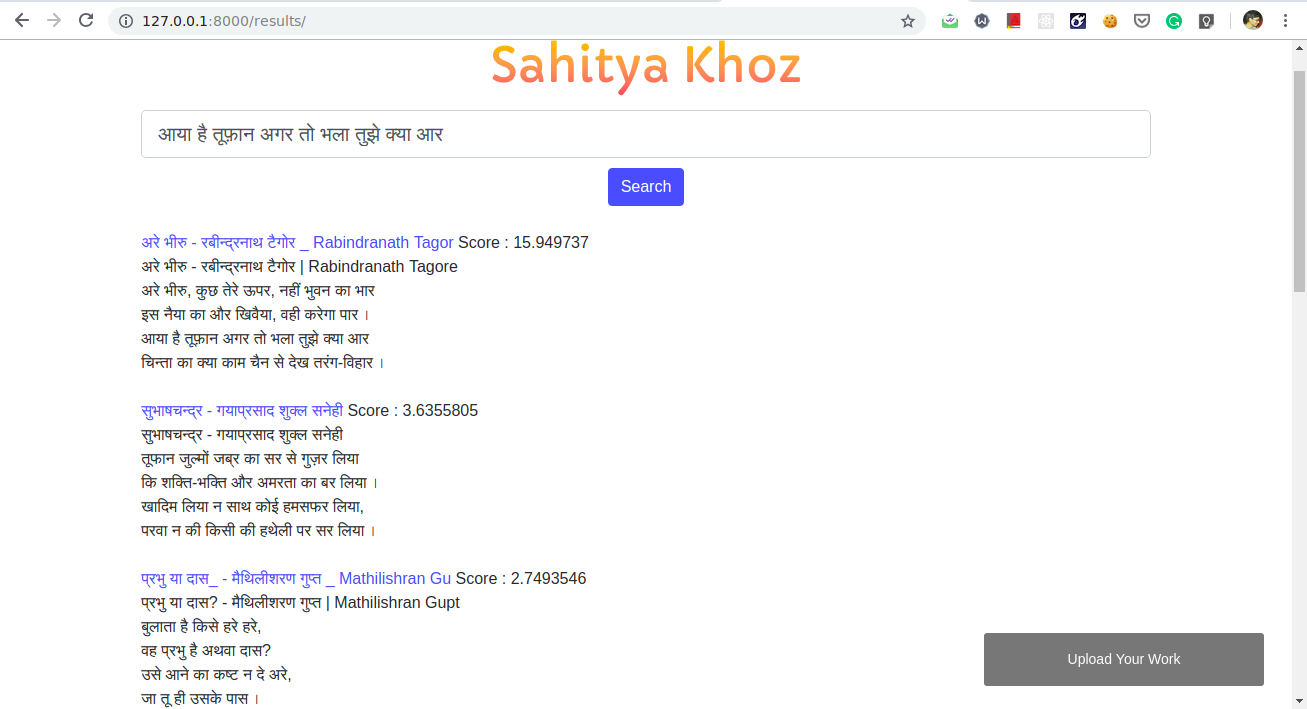 127.0.0.1:8000/results/
Sahitya Khoz
आया है तूफ़ान अगर तो भला तुझे क्या आर
Search
अरे भीरु - रबीन्द्रनाथ टैगोर _ Rabindranath Tagor Score : 15.949737
अरे भीरु - रबीन्द्रनाथ टैगोर | Rabindranath Tagore
अरे भीरु, कुछ तेरे ऊपर, नहीं भुवन का भार
इस नैया का और खिवैया, वही करेगा पार ।
आया है तूफ़ान अगर तो भला तुझे क्या आर
चिन्ता का क्या काम चैन से देख तरंग-विहार ।
सुभाषचन्द्र - गयाप्रसाद शुक्ल सनेही Score : 3.6355805
सुभाषचन्द्र - गयाप्रसाद शुक्ल सनेही
तूफान जुल्मों जब्र का सर से गुज़र लिया
कि शक्ति-भक्ति और अमरता का बर लिया ।
खादिम लिया न साथ कोई हमसफर लिया,
परवा न की किसी की हथेली पर सर लिया ।
प्रभु या दास_ - मैथिलीशरण गुप्त _ Mathilishran Gu Score : 2.7493546
प्रभु या दास? - मैथिलीशरण गुप्त | Mathilishran Gupt
बुलाता है किसे हरे हरे,
वह प्रभु है अथवा दास?
उसे आने का कष्ट न दे अरे,
जा तू ही उसके पास ।
Upload Your Work